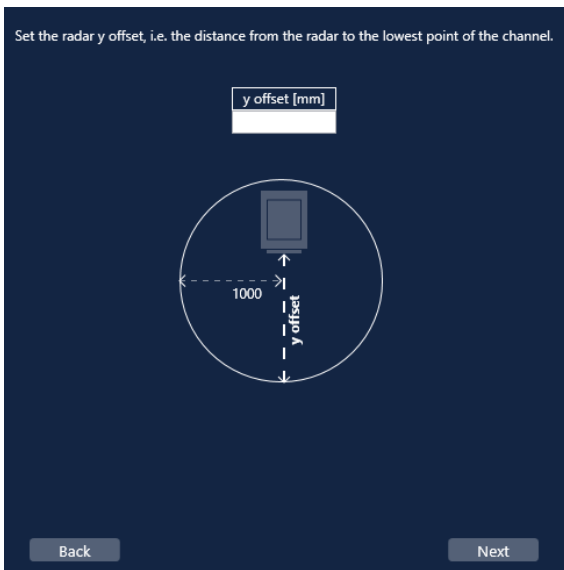 Set the radar y offset, i.e. the distance from the radar to the lowest point of the channel.
y offset [mm]
1000
y offset
Back
Next